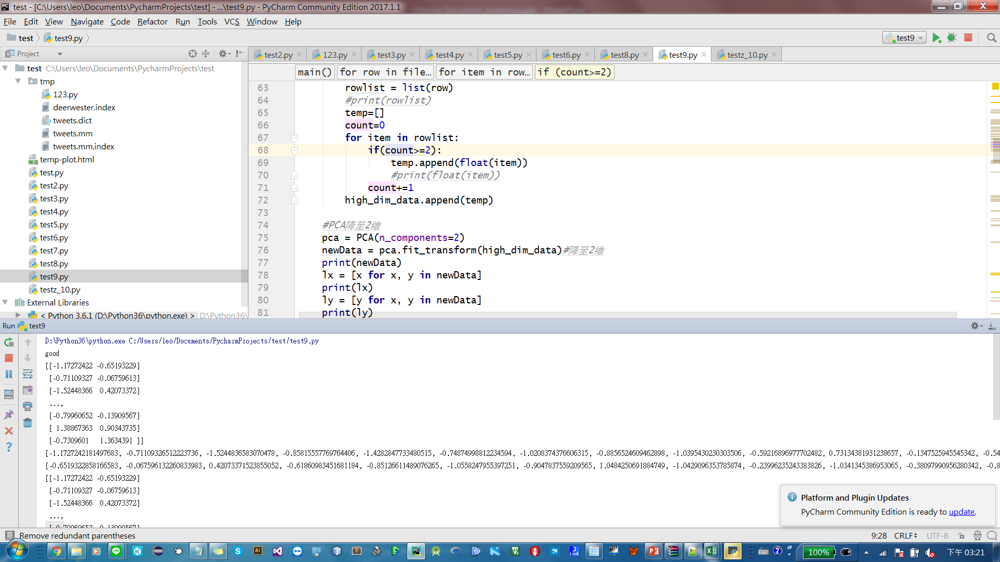 test - [C:\Users\leo\Documents\PycharmProjects\test] - ...\test9.py - PyCharm Community Edition 2017.1.1
File Edit View Navigate Code Refactor Run Tools VCS Window Help
test test9.py test9
Project
test2.py 123.py test3.py test4.py test5.py test6.py test8.py test9.py testz_10.py
main() for row in file... for item in row... if (count>=2)
test C:\Users\leo\Documents\PycharmProjects\test
tmp
123.py
deerwester.index
tweets.dict
tweets.mm
tweets.mm.index
temp-plot.html
test.py
test2.py
test3.py
test4.py
test5.py
test6.py
test7.py
test8.py
test9.py
testz_10.py
External Libraries
< Python 3.6.1 (D:\Python36\python.exe) > D:\Python36\
63 rowlist = list(row)
64 #print(rowlist)
65 temp=[]
66 count=0
67 for item in rowlist:
68 if(count>=2):
69 temp.append(float(item))
70 #print(float(item))
71 count+=1
72 high_dim_data.append(temp)
73
74 #PCA降至2維
75 pca = PCA(n_components=2)
76 newData = pca.fit_transform(high_dim_data)#降至2維
77 print(newData)
78 lx = [x for x, y in newData]
79 print(lx)
80 ly = [y for x, y in newData]
81 print(ly)
Run test9
D:\Python36\python.exe C:/Users/leo/Documents/PycharmProjects/test/test9.py
good
[[-1.17272422 -0.65193229]
[-0.71109327 -0.06759613]
[-1.52448366 0.42073372]
...,
[-0.79960652 -0.13909567]
[ 1.38867363 0.90343735]
[-0.7309601 1.3634391 ]]
[-1.1727242181497683, -0.71109326512223736, -1.5244836583070478, -0.85815557769764406, -1.4282847733480515, -0.74874998812234594, -1.0208374376606315, -0.8856524609462898, -1.0395430230303506, -0.59216896977702482, 0.73134381931238657, -0.1347525945545342, -0.54
[-0.6519322858166583, -0.067596132260833983, 0.42073371523855052, -0.61860983451681184, -0.85126611489076265, -1.0558247955397251, -0.9047837559209565, 1.0484250691884749, -1.0429096353785874, -0.23996235243383826, -1.0341345386953065, -0.38097990956280342, -0.8
[[-1.17272422 -0.65193229]
[-0.71109327 -0.06759613]
[-1.52448366 0.42073372]
...,
[-0.79960652 -0.13909567]
Platform and Plugin Updates
PyCharm Community Edition is ready to update.
Remove redundant parentheses 9:28 CRLF UTF-8
100% 下午 03:21